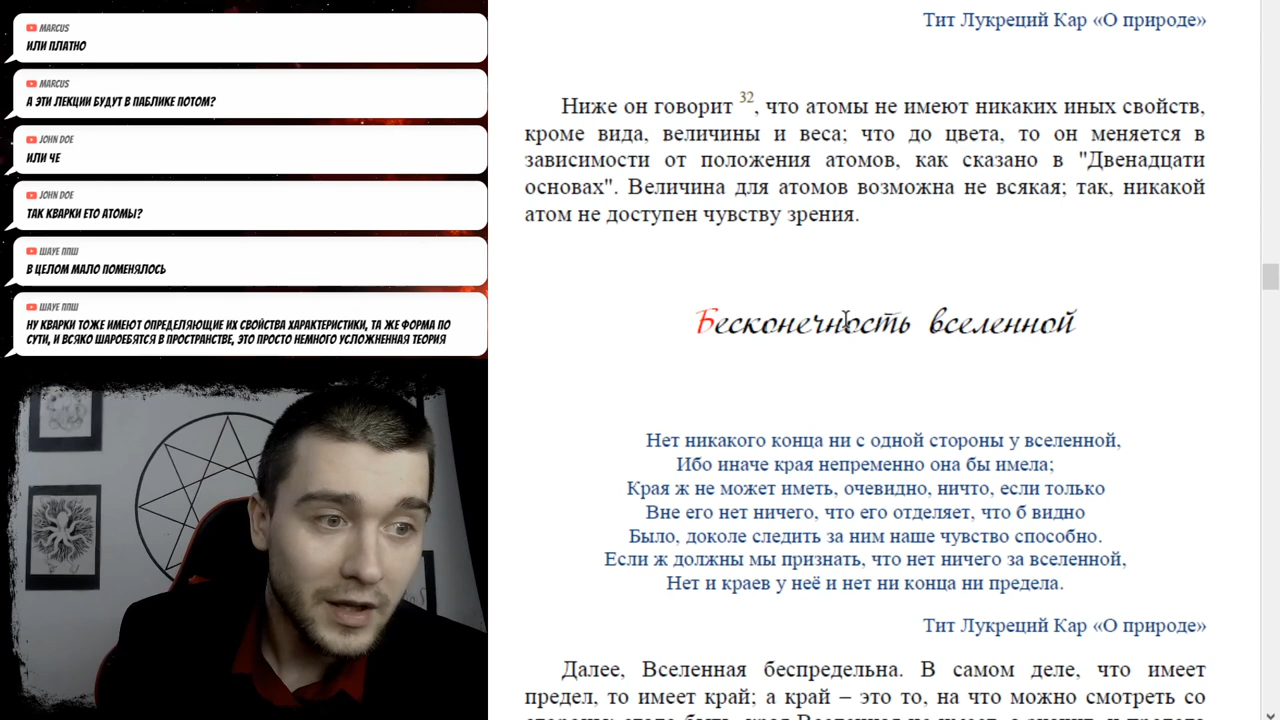 MARCUS
ИЛИ ПЛАТНО
MARCUS
А ЭТИ ЛЕКЦИИ БУДУТ В ПАБЛИКЕ ПОТОМ?
JOHN DOE
ИЛИ ЧЕ
JOHN DOE
ТАК КВАРКИ ЕТО АТОМЫ?
ШАУЕ ППШ
В ЦЕЛОМ МАЛО ПОМЕНЯЛОСЬ
ШАУЕ ППШ
НУ КВАРКИ ТОЖЕ ИМЕЮТ ОПРЕДЕЛЯЮЩИЕ ИХ СВОЙСТВА ХАРАКТЕРИСТИКИ, ТА ЖЕ ФОРМА ПО
СУТИ, И ВСЯКО ШАРОЕБЯТСЯ В ПРОСТРАНСТВЕ, ЭТО ПРОСТО НЕМНОГО УСЛОЖНЕННАЯ ТЕОРИЯ
Тит Лукреций Кар «О природе»
Ниже он говорит 32, что атомы не имеют никаких иных свойств,
кроме вида, величины и веса; что до цвета, то он меняется в
зависимости от положения атомов, как сказано в "Двенадцати
основах". Величина для атомов возможна не всякая; так, никакой
атом не доступен чувству зрения.
Бесконечность вселенной
Нет никакого конца ни с одной стороны у вселенной,
Ибо иначе края непременно она бы имела;
Края ж не может иметь, очевидно, ничто, если только
Вне его нет ничего, что его отделяет, что б видно
Было, доколе следить за ним наше чувство способно.
Если ж должны мы признать, что нет ничего за вселенной,
Нет и краев у неё и нет ни конца ни предела.
Тит Лукреций Кар «О природе»
Далее, Вселенная беспредельна. В самом деле, что имеет
предел, то имеет край; а край – это то, на что можно смотреть со